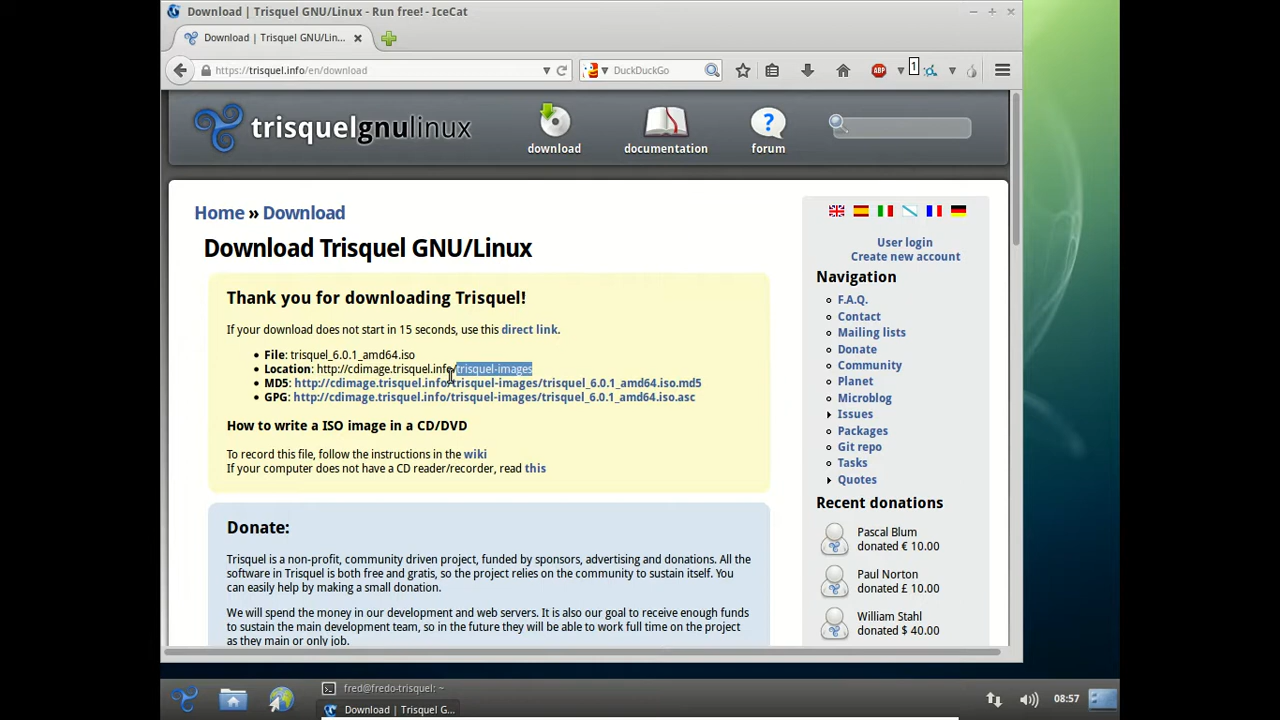 Download | Trisquel GNU/Linux - Run free! - IceCat
Download | Trisquel GNU/Lin...
https://trisquel.info/en/download
DuckDuckGo
ABP
1
trisquelgnulinux
download
documentation
?
forum
Home » Download
Download Trisquel GNU/Linux
Thank you for downloading Trisquel!
If your download does not start in 15 seconds, use this direct link.
• File: trisquel_6.0.1_amd64.iso
• Location: http://cdimage.trisquel.info/trisquel-images
• MD5: http://cdimage.trisquel.info/trisquel-images/trisquel_6.0.1_amd64.iso.md5
• GPG: http://cdimage.trisquel.info/trisquel-images/trisquel_6.0.1_amd64.iso.asc
How to write a ISO image in a CD/DVD
To record this file, follow the instructions in the wiki
If your computer does not have a CD reader/recorder, read this
Donate:
Trisquel is a non-profit, community driven project, funded by sponsors, advertising and donations. All the
software in Trisquel is both free and gratis, so the project relies on the community to sustain itself. You
can easily help by making a small donation.
We will spend the money in our development and web servers. It is also our goal to receive enough funds
to sustain the main development team, so in the future they will be able to work full time on the project
as they main or only job.
User login
Create new account
Navigation
F.A.Q.
Contact
Mailing lists
Donate
Community
Planet
Microblog
Issues
Packages
Git repo
Tasks
Quotes
Recent donations
Pascal Blum
donated € 10.00
Paul Norton
donated £ 10.00
William Stahl
donated $ 40.00
fred@fredo-trisquel: ~
Download | Trisquel G...
08:57